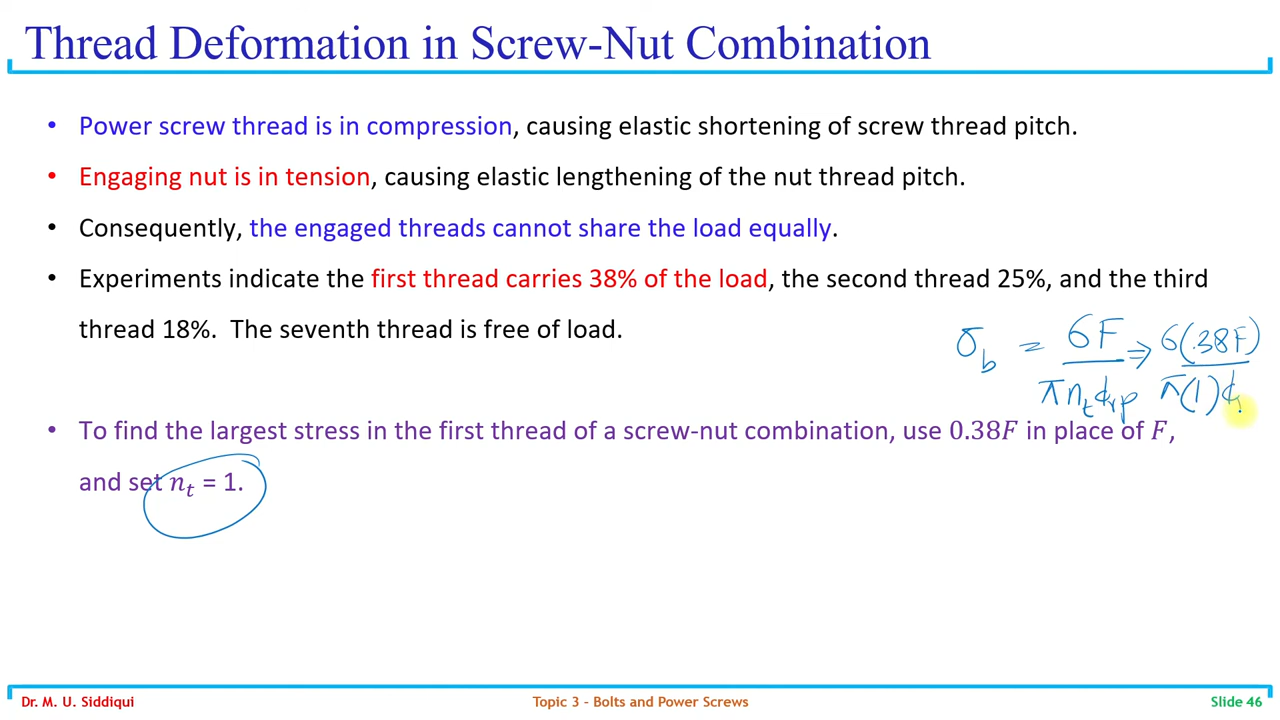 Thread Deformation in Screw-Nut Combination
• Power screw thread is in compression, causing elastic shortening of screw thread pitch.
• Engaging nut is in tension, causing elastic lengthening of the nut thread pitch.
• Consequently, the engaged threads cannot share the load equally.
• Experiments indicate the first thread carries 38% of the load, the second thread 25%, and the third
thread 18%. The seventh thread is free of load.
σ_b = 6F / (π n_t d_r p) ⇒ 6(.38F) / (π(1)d
• To find the largest stress in the first thread of a screw-nut combination, use 0.38F in place of F,
and set n_t = 1.
Dr. M. U. Siddiqui
Topic 3 – Bolts and Power Screws
Slide 46